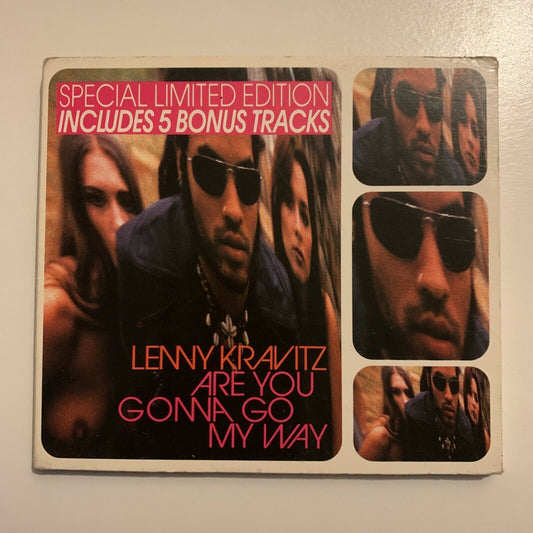 SPECIAL LIMITED EDITION
INCLUDES 5 BONUS TRACKS
LENNY KRAVITZ
ARE YOU
GONNA GO
MY WAY